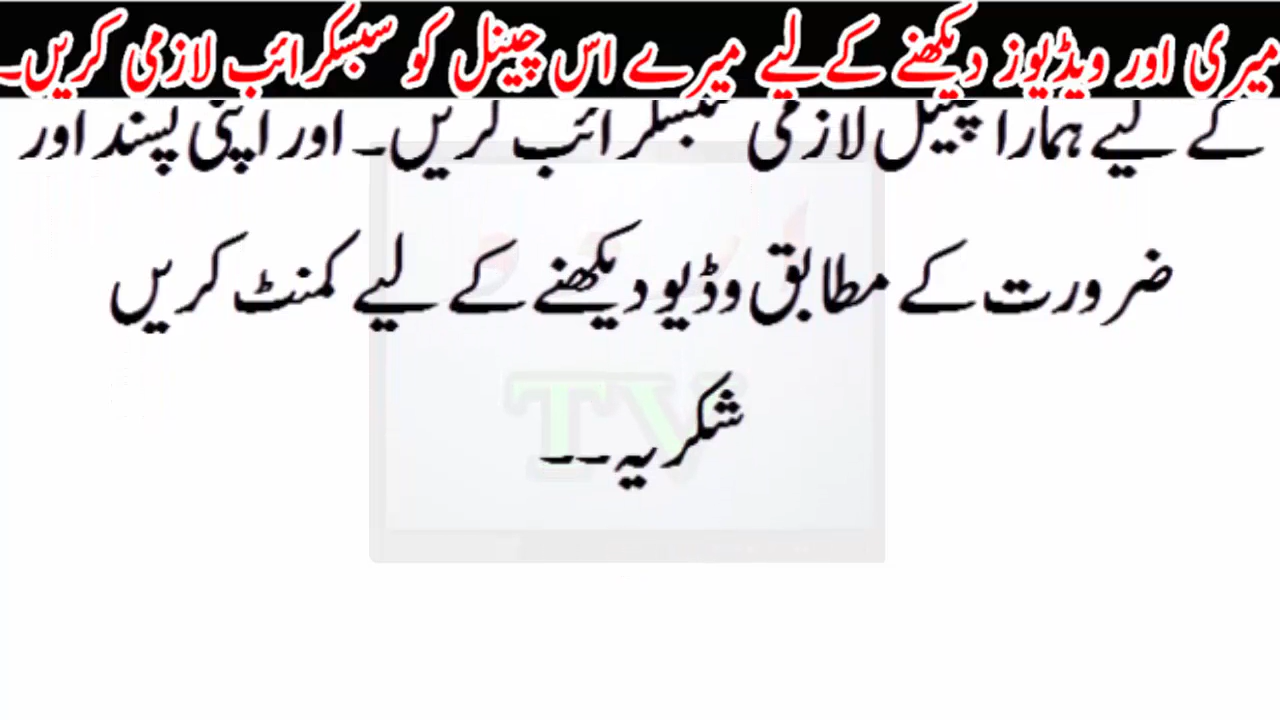 میری اور ویڈیوز دیکھنے کے لیے میرے اس چینل کو سبسکرائب لازمی کریں۔
کے لیے ہمارا چینل لازمی سبسکرائب کریں۔ اور اپنی پسند اور
ضرورت کے مطابق وڈیو دیکھنے کے لیے کمنٹ کریں
شکریہ۔۔۔
TV